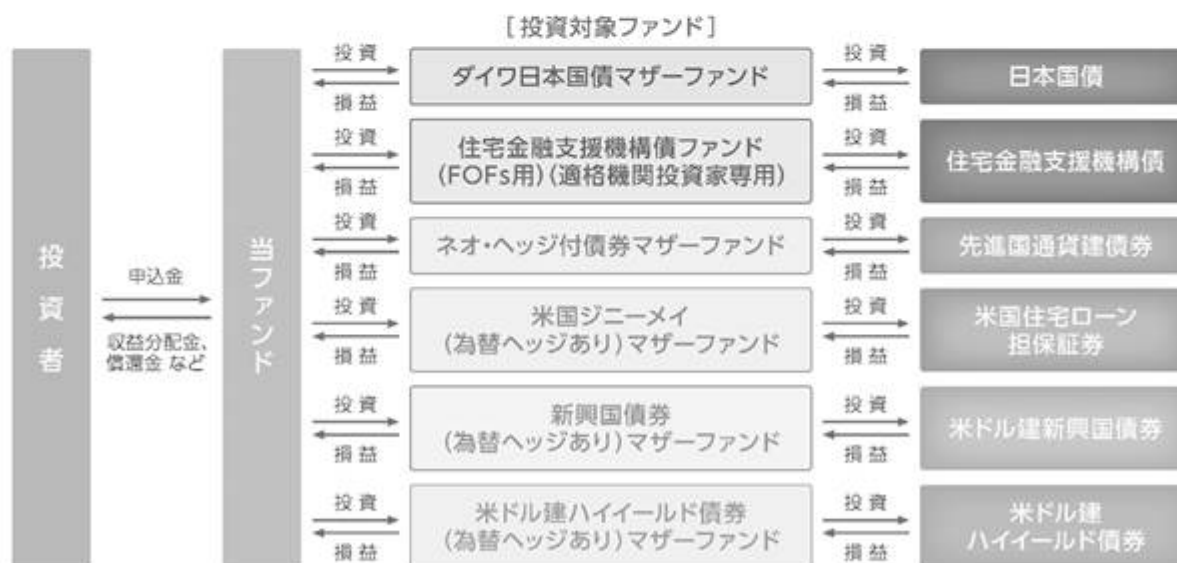 [投資対象ファンド]
投資者
申込金
収益分配金、
償還金 など
当ファンド
投資
損益
ダイワ日本国債マザーファンド
投資
損益
日本国債
投資
損益
住宅金融支援機構債ファンド
(FOFs用)(適格機関投資家専用)
投資
損益
住宅金融支援機構債
投資
損益
ネオ・ヘッジ付債券マザーファンド
投資
損益
先進国通貨建債券
投資
損益
米国ジニーメイ
(為替ヘッジあり)マザーファンド
投資
損益
米国住宅ローン
担保証券
投資
損益
新興国債券
(為替ヘッジあり)マザーファンド
投資
損益
米ドル建新興国債券
投資
損益
米ドル建ハイイールド債券
(為替ヘッジあり)マザーファンド
投資
損益
米ドル建
ハイイールド債券